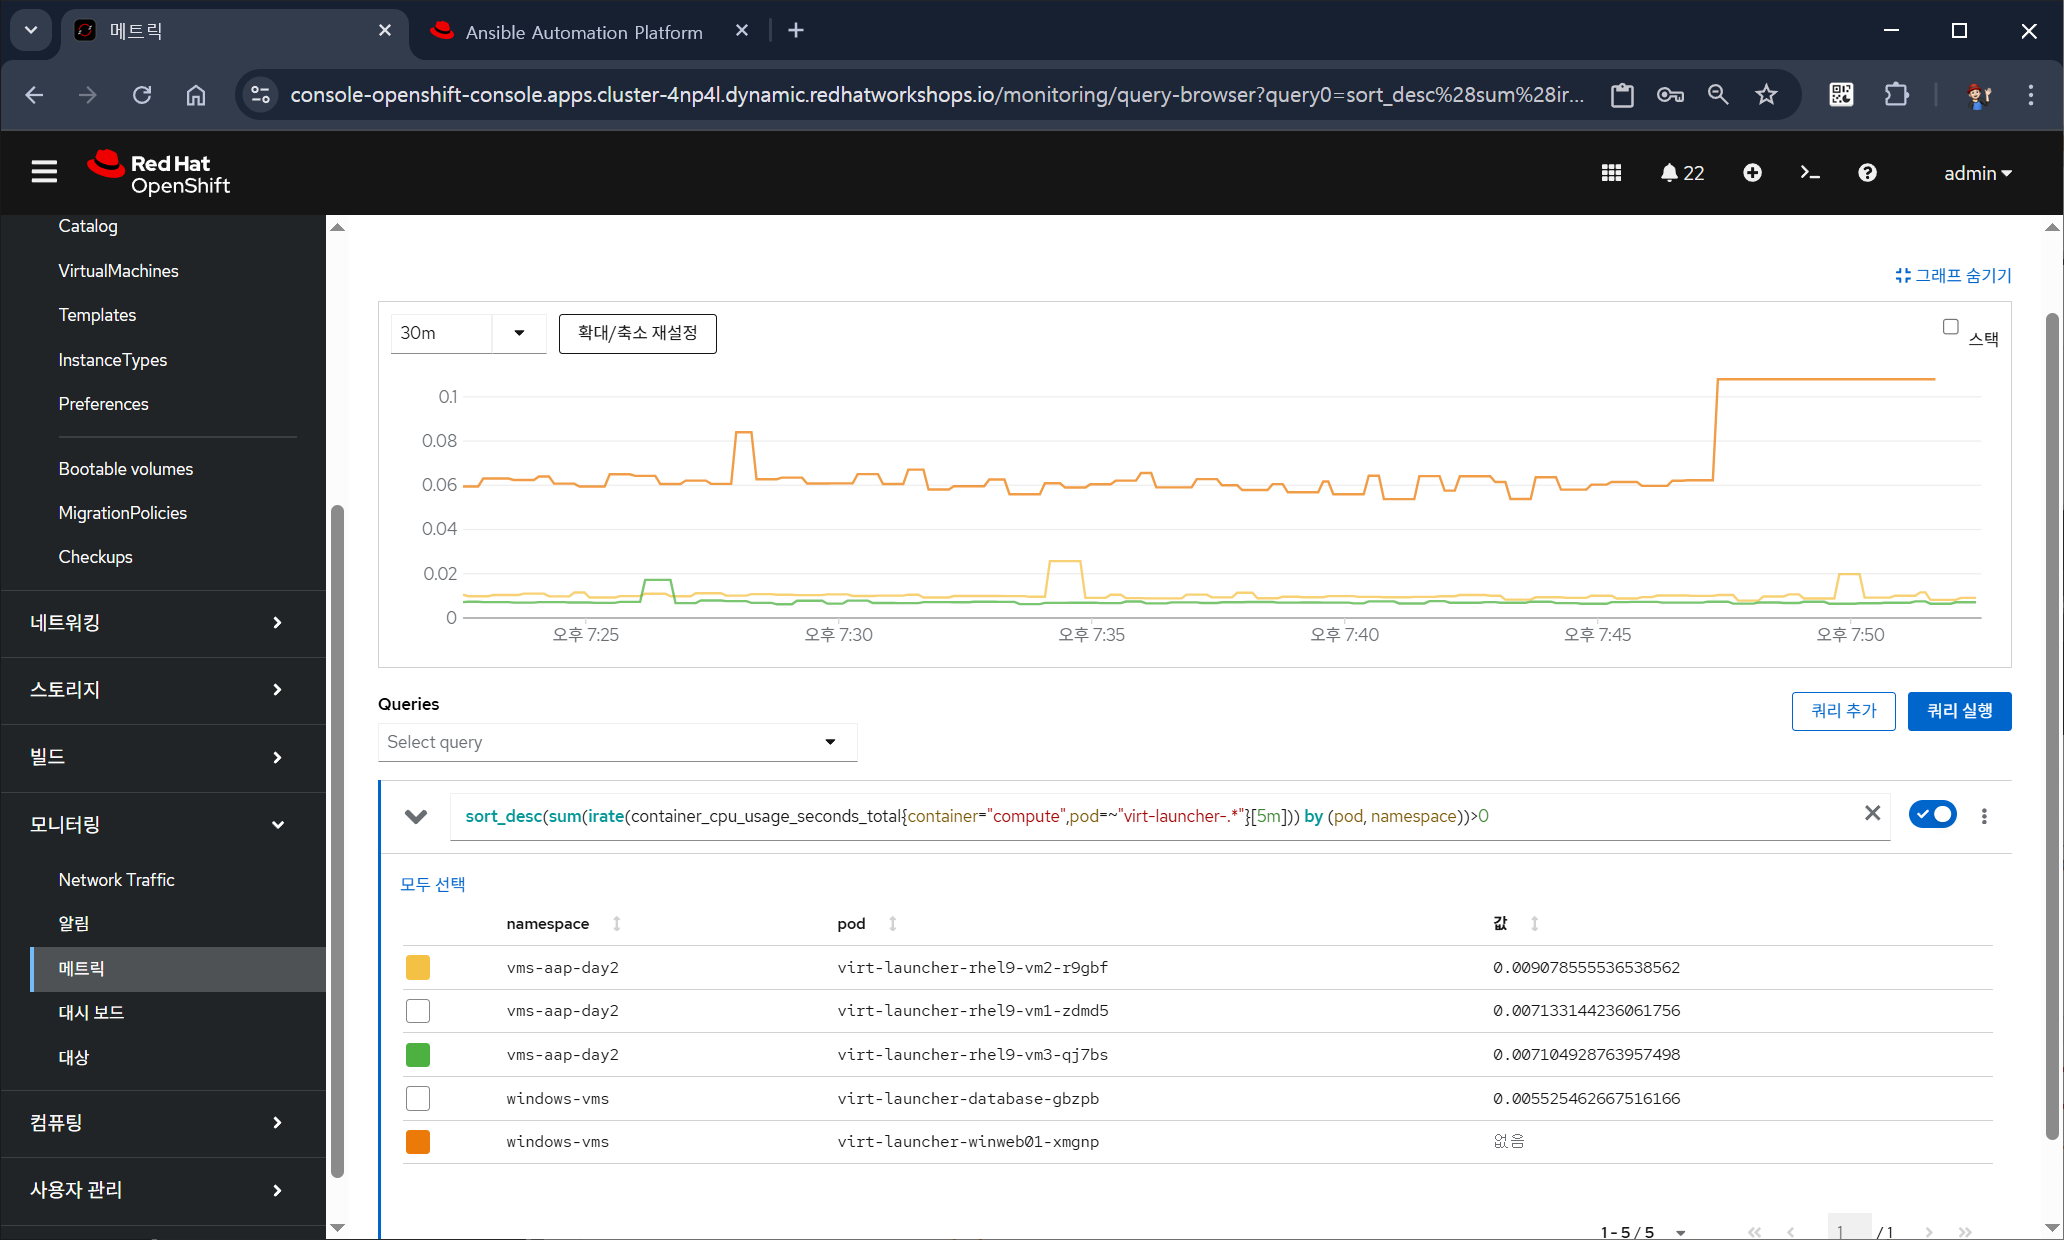 메트릭
Ansible Automation Platform
console-openshift-console.apps.cluster-4np4l.dynamic.redhatworkshops.io/monitoring/query-browser?query0=sort_desc%28sum%28ir...
Red Hat
OpenShift
22
admin
Catalog
VirtualMachines
Templates
InstanceTypes
Preferences
Bootable volumes
MigrationPolicies
Checkups
네트워킹
스토리지
빌드
모니터링
Network Traffic
알림
메트릭
대시 보드
대상
컴퓨팅
사용자 관리
그래프 숨기기
30m
확대/축소 재설정
스택
0.1
0.08
0.06
0.04
0.02
0
오후 7:25
오후 7:30
오후 7:35
오후 7:40
오후 7:45
오후 7:50
Queries
쿼리 추가
쿼리 실행
Select query
sort_desc(sum(irate(container_cpu_usage_seconds_total{container="compute",pod=~"virt-launcher-.*"}[5m])) by (pod, namespace))>0
모두 선택
namespace pod 값
vms-aap-day2 virt-launcher-rhel9-vm2-r9gbf 0.009078555536538562
vms-aap-day2 virt-launcher-rhel9-vm1-zdmd5 0.007133144236061756
vms-aap-day2 virt-launcher-rhel9-vm3-qj7bs 0.007104928763957498
windows-vms virt-launcher-database-gbzpb 0.005525462667516166
windows-vms virt-launcher-winweb01-xmgnp 없음
1 - 5 / 5
1 / 1